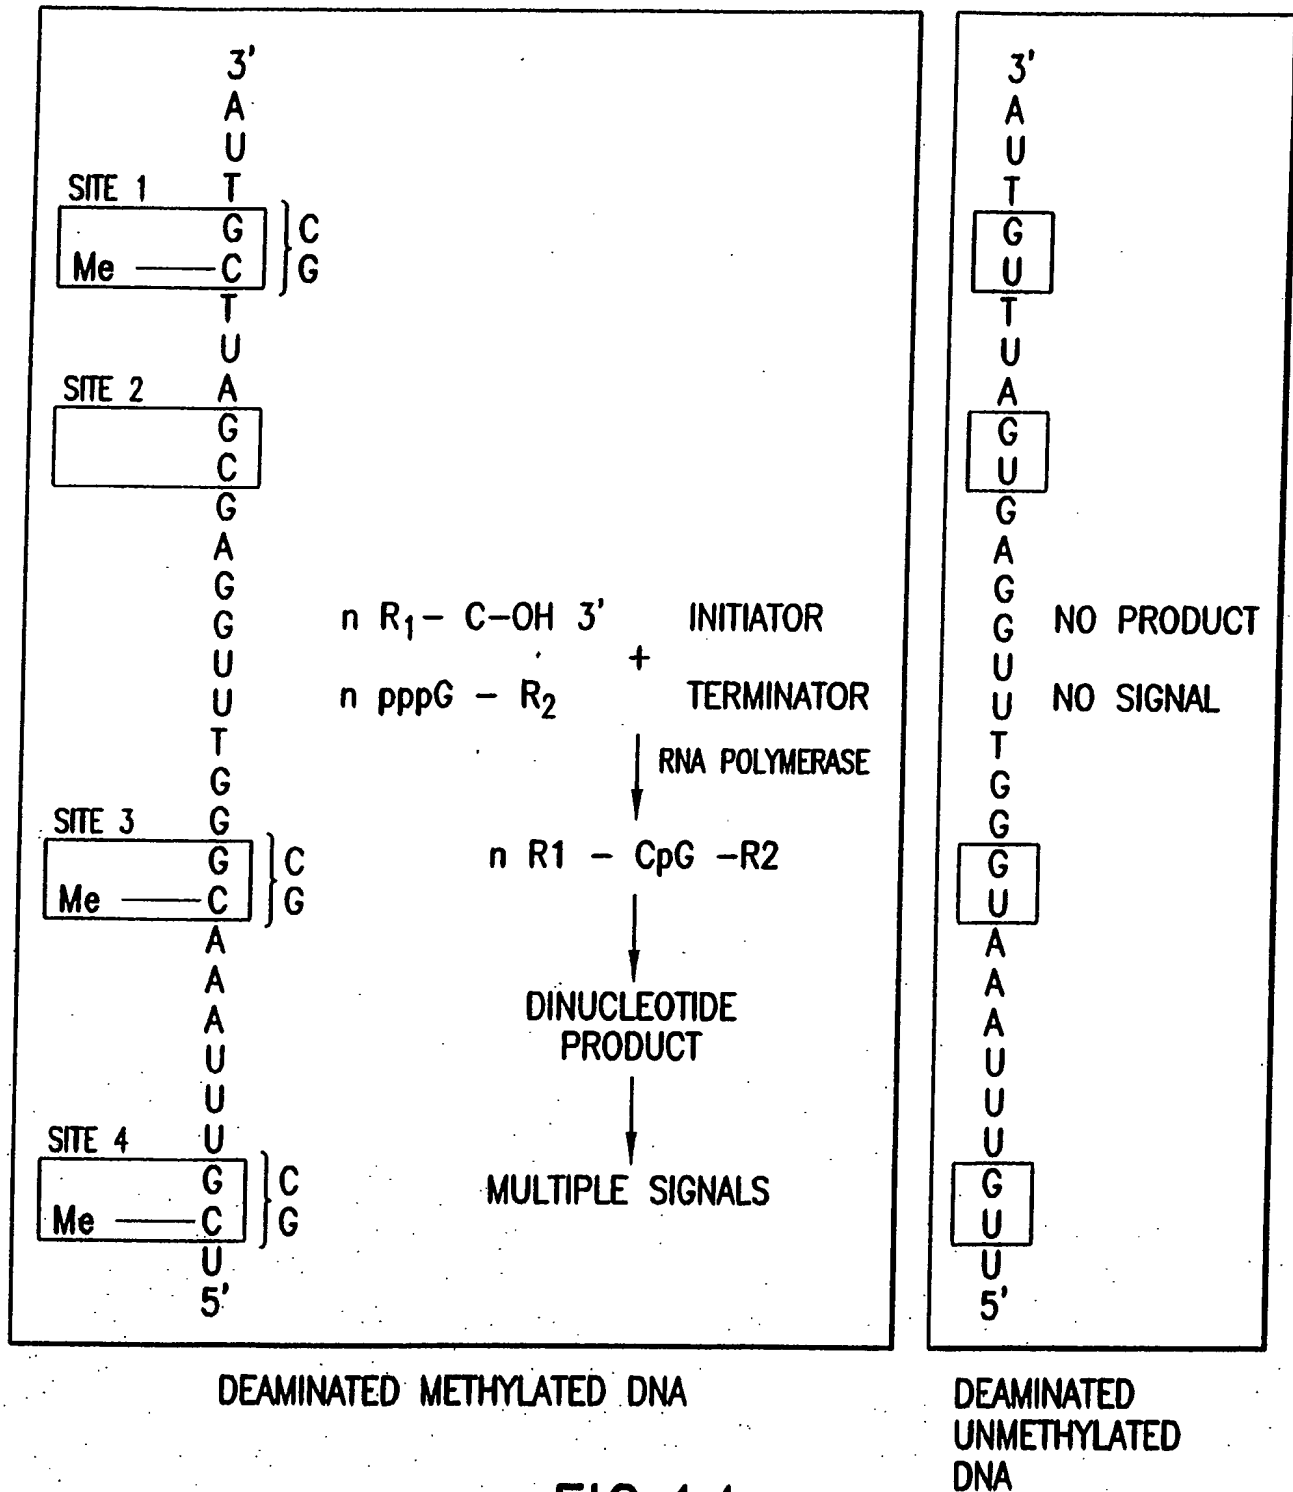 3'
A
U
SITE 1 T
G } C
Me C } G
T
U
SITE 2 A
G
C
G
A
G
G
U
U
T
G
SITE 3 G
G } C
Me C } G
A
A
A
U
U
SITE 4 U
G } C
Me C } G
U
5'
n R1 – C–OH 3' INITIATOR
+
n pppG – R2 TERMINATOR
RNA POLYMERASE
n R1 – CpG –R2
DINUCLEOTIDE
PRODUCT
MULTIPLE SIGNALS
DEAMINATED METHYLATED DNA
3'
A
U
T
G
U
T
U
A
G
U
G
A
G
G
U
U
T
G
G
G
U
A
A
A
U
U
U
G
U
U
5'
NO PRODUCT
NO SIGNAL
DEAMINATED
UNMETHYLATED
DNA